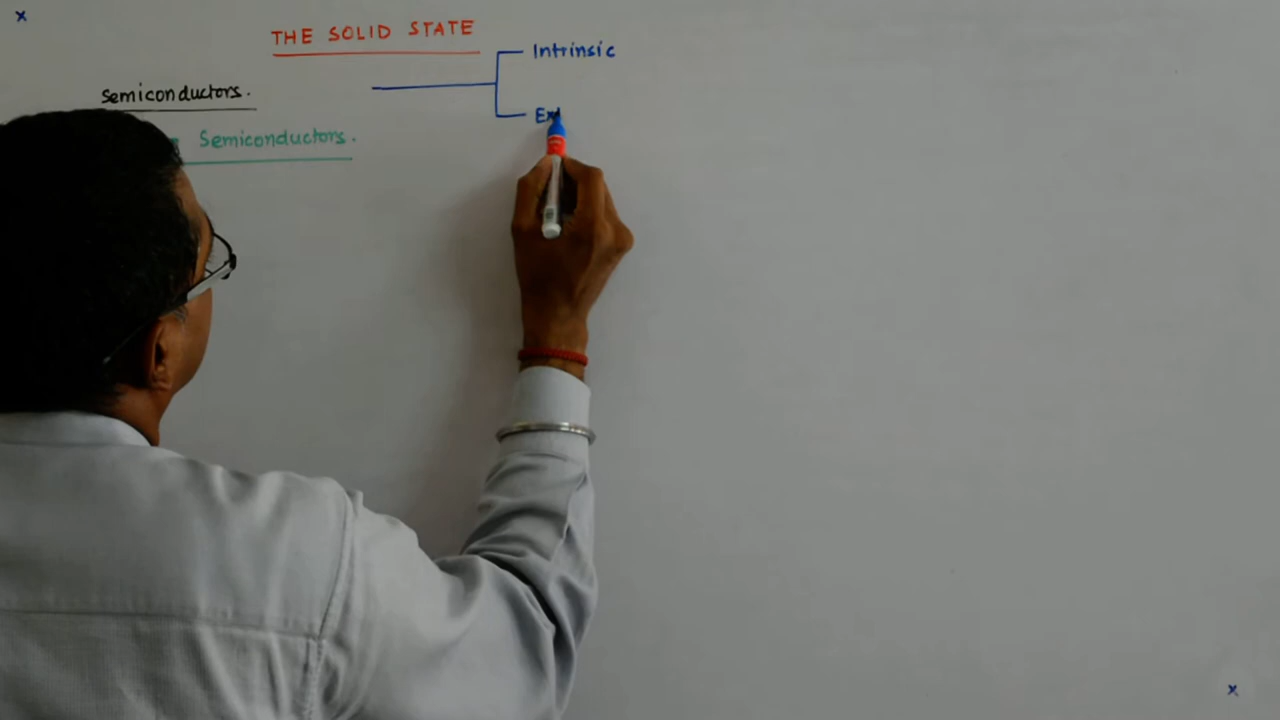 THE SOLID STATE
Intrinsic
Semiconductors.
Ex
Semiconductors.
x
x